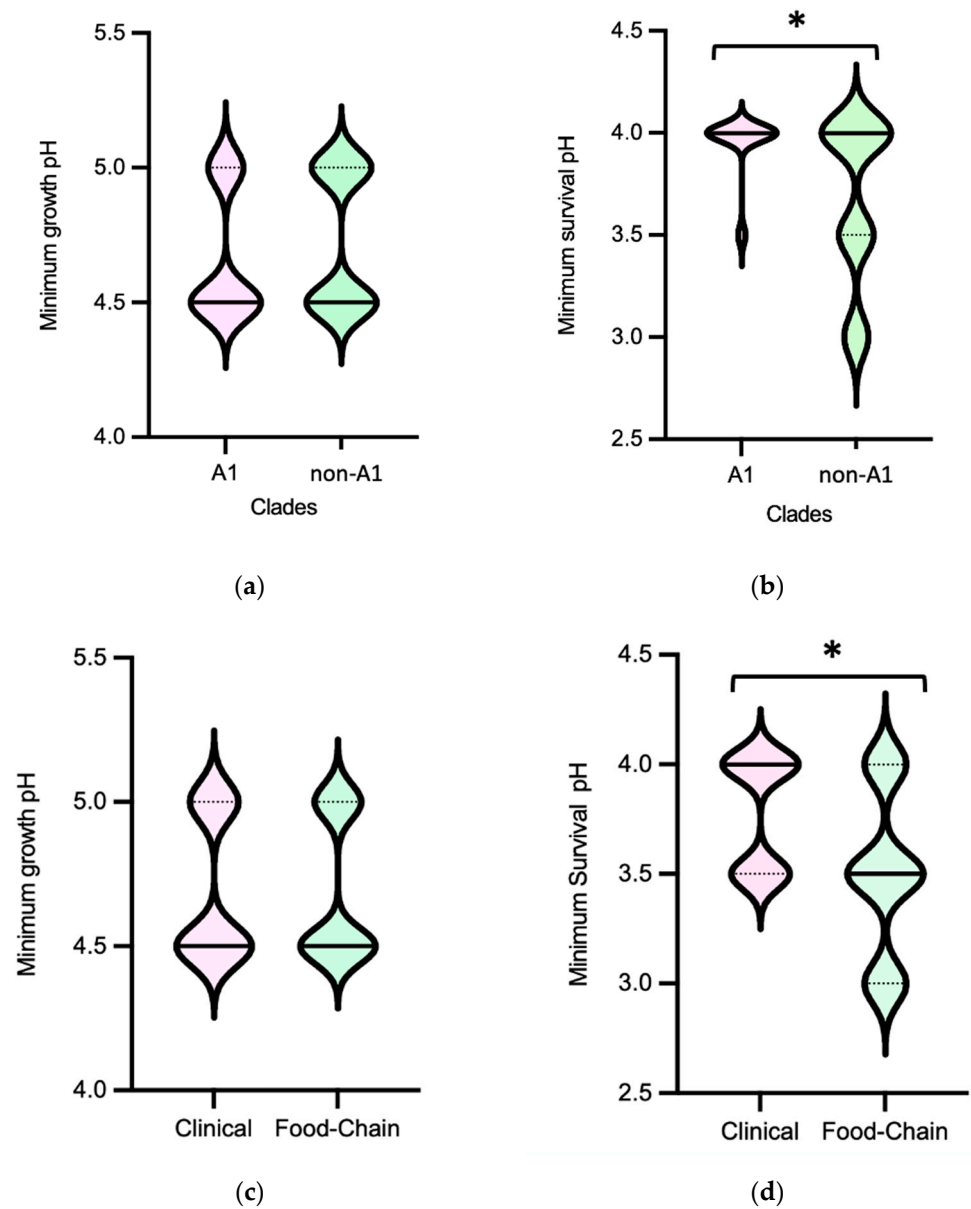 5.5
5.0
4.5
4.0
Minimum growth pH
A1 non-A1
Clades
(a)
*
4.5
4.0
3.5
3.0
2.5
Minimum survival pH
A1 non-A1
Clades
(b)
5.5
5.0
4.5
4.0
Minimum growth pH
Clinical Food-Chain
(c)
*
4.5
4.0
3.5
3.0
2.5
Minimum Survival pH
Clinical Food-Chain
(d)